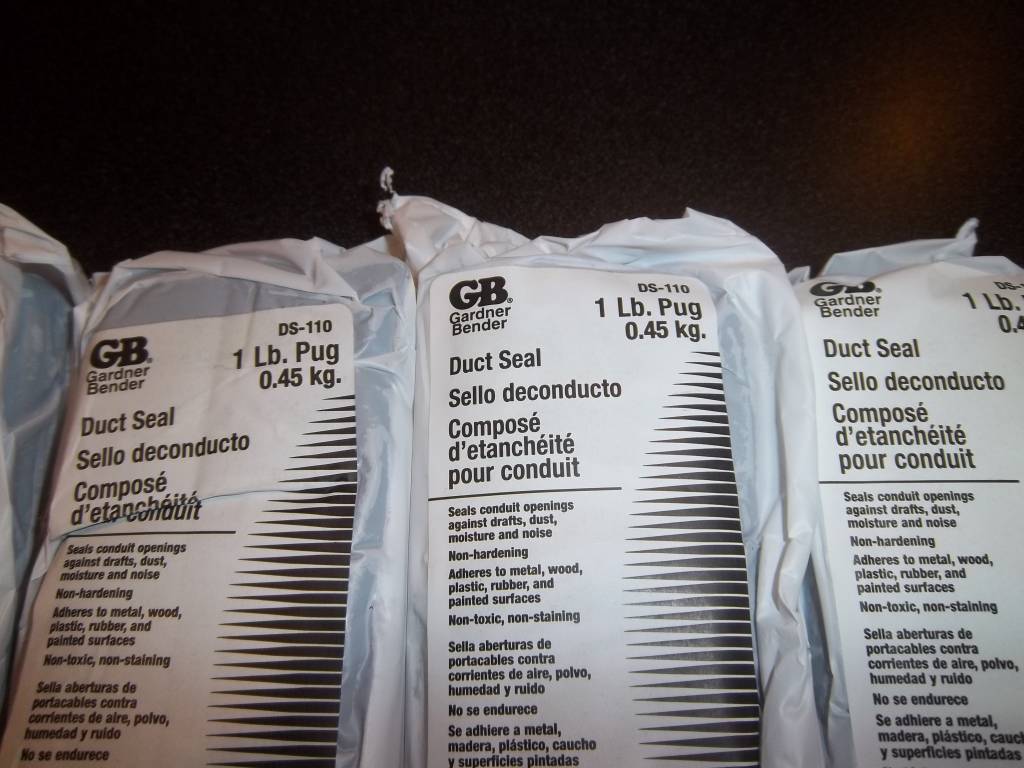 GB®
Gardner
Bender
DS-110
1 Lb. Pug
0.45 kg.
Duct Seal
Sello deconducto
Composé
d'etanchéité
conduit
Seals conduit openings
against drafts, dust,
moisture and noise
Non-hardening
Adheres to metal, wood,
plastic, rubber, and
painted surfaces
Non-toxic, non-staining
Sella aberturas de
portacables contra
corrientes de aire, polvo,
humedad y ruido
No se endurece
GB®
Gardner
Bender
DS-110
1 Lb. Pug
0.45 kg.
Duct Seal
Sello deconducto
Composé
d'etanchéité
pour conduit
Seals conduit openings
against drafts, dust,
moisture and noise
Non-hardening
Adheres to metal, wood,
plastic, rubber, and
painted surfaces
Non-toxic, non-staining
Sella aberturas de
portacables contra
corrientes de aire, polvo,
humedad y ruido
No se endurece
Se adhiere a metal,
madera, plástico, caucho
y superficies pintadas
GB®
Gardner
Bender
DS-
1 Lb.
Duct Seal
Sello deconducto
Composé
d'etanchéité
pour conduit
Seals conduit openings
against drafts, dust,
moisture and noise
Non-hardening
Adheres to metal, wood,
plastic, rubber, and
painted surfaces
Non-toxic, non-staining
Sella aberturas de
portacables contra
corrientes de aire, polvo,
humedad y ruido
No se endurece
Se adhiere a metal,
madera, plástico,
y superficies pintadas